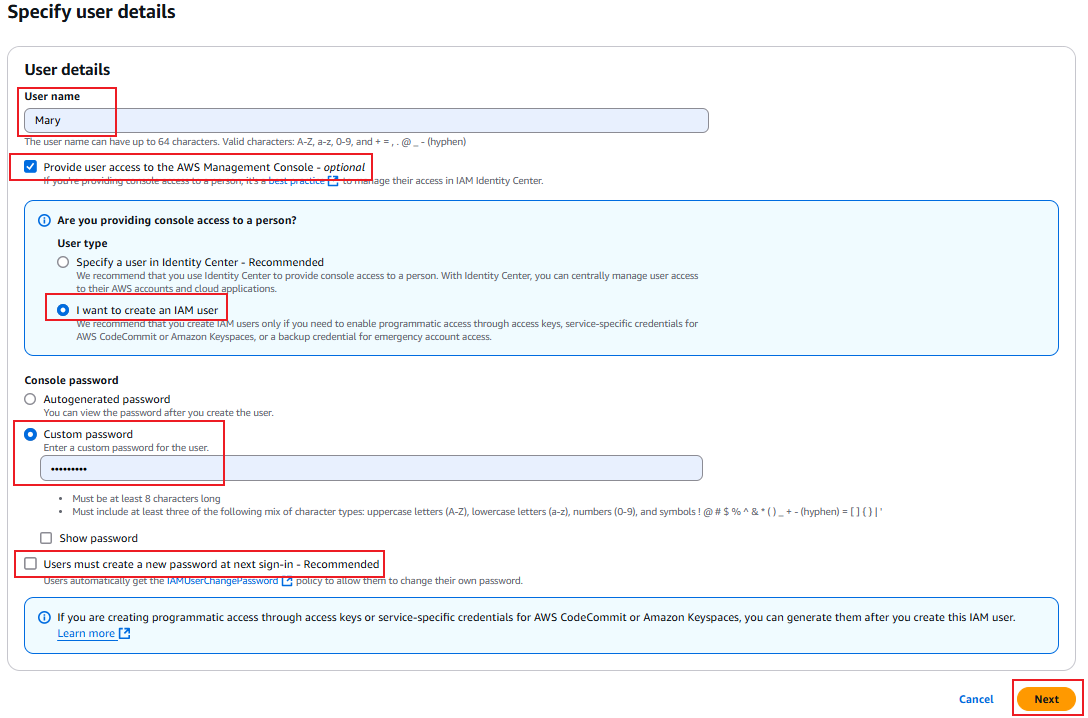 Specify user details
User details
User name
Mary
The user name can have up to 64 characters. Valid characters: A-Z, a-z, 0-9, and + = , . @ _ - (hyphen)
Provide user access to the AWS Management Console - optional
If you're providing console access to a person, it's a best practice to manage their access in IAM Identity Center.
Are you providing console access to a person?
User type
Specify a user in Identity Center - Recommended
We recommend that you use Identity Center to provide console access to a person. With Identity Center, you can centrally manage user access
to their AWS accounts and cloud applications.
I want to create an IAM user
We recommend that you create IAM users only if you need to enable programmatic access through access keys, service-specific credentials for
AWS CodeCommit or Amazon Keyspaces, or a backup credential for emergency account access.
Console password
Autogenerated password
You can view the password after you create the user.
Custom password
Enter a custom password for the user.
•••••••••
• Must be at least 8 characters long
• Must include at least three of the following mix of character types: uppercase letters (A-Z), lowercase letters (a-z), numbers (0-9), and symbols ! @ # $ % ^ & * ( ) _ + - (hyphen) = [ ] { } | '
Show password
Users must create a new password at next sign-in - Recommended
Users automatically get the IAMUserChangePassword policy to allow them to change their own password.
If you are creating programmatic access through access keys or service-specific credentials for AWS CodeCommit or Amazon Keyspaces, you can generate them after you create this IAM user.
Learn more
Cancel
Next